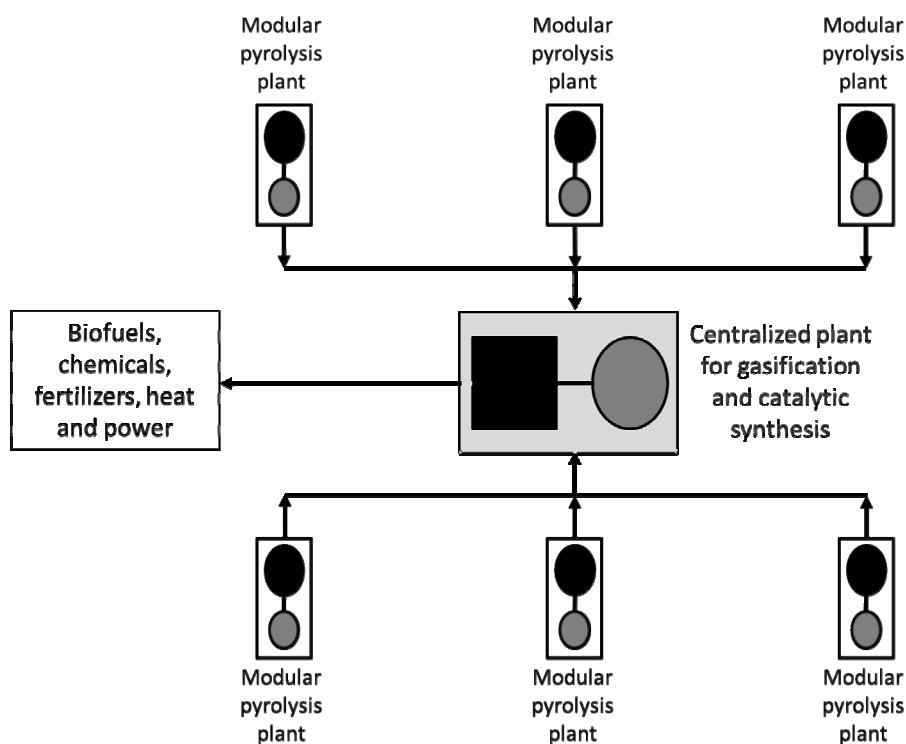 Modular
pyrolysis
plant
Modular
pyrolysis
plant
Modular
pyrolysis
plant
Biofuels,
chemicals,
fertilizers, heat
and power
Centralized plant
for gasification
and catalytic
synthesis
Modular
pyrolysis
plant
Modular
pyrolysis
plant
Modular
pyrolysis
plant